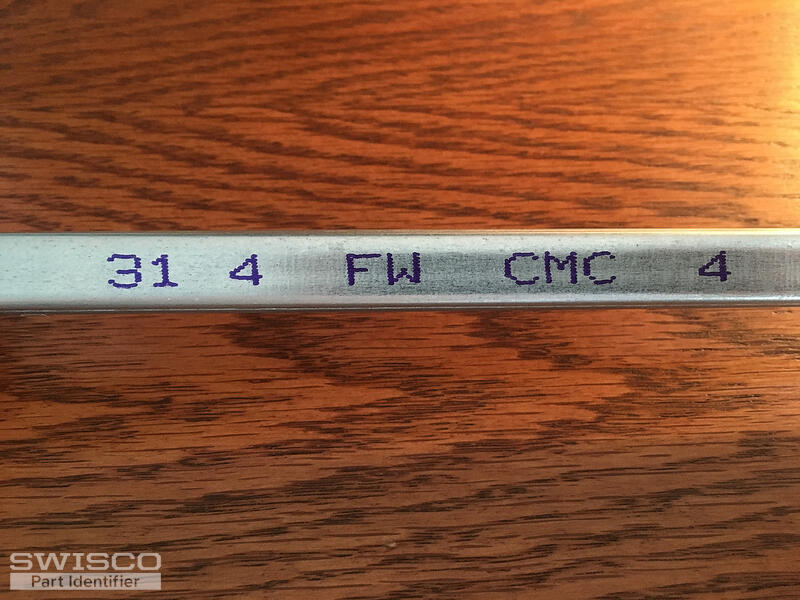 31 4 FW CMC 4
SWISCO
Part Identifier